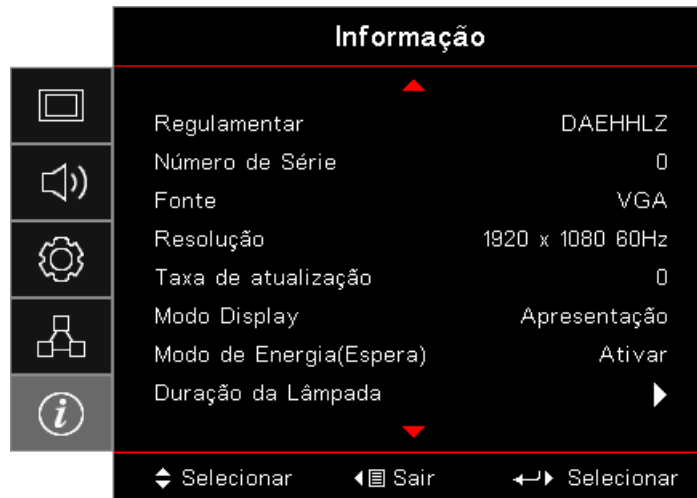 Informação
Regulamentar DAEHHLZ
Número de Série 0
Fonte VGA
Resolução 1920 x 1080 60Hz
Taxa de atualização 0
Modo Display Apresentação
Modo de Energia(Espera) Ativar
Duração da Lâmpada
Selecionar Sair Selecionar